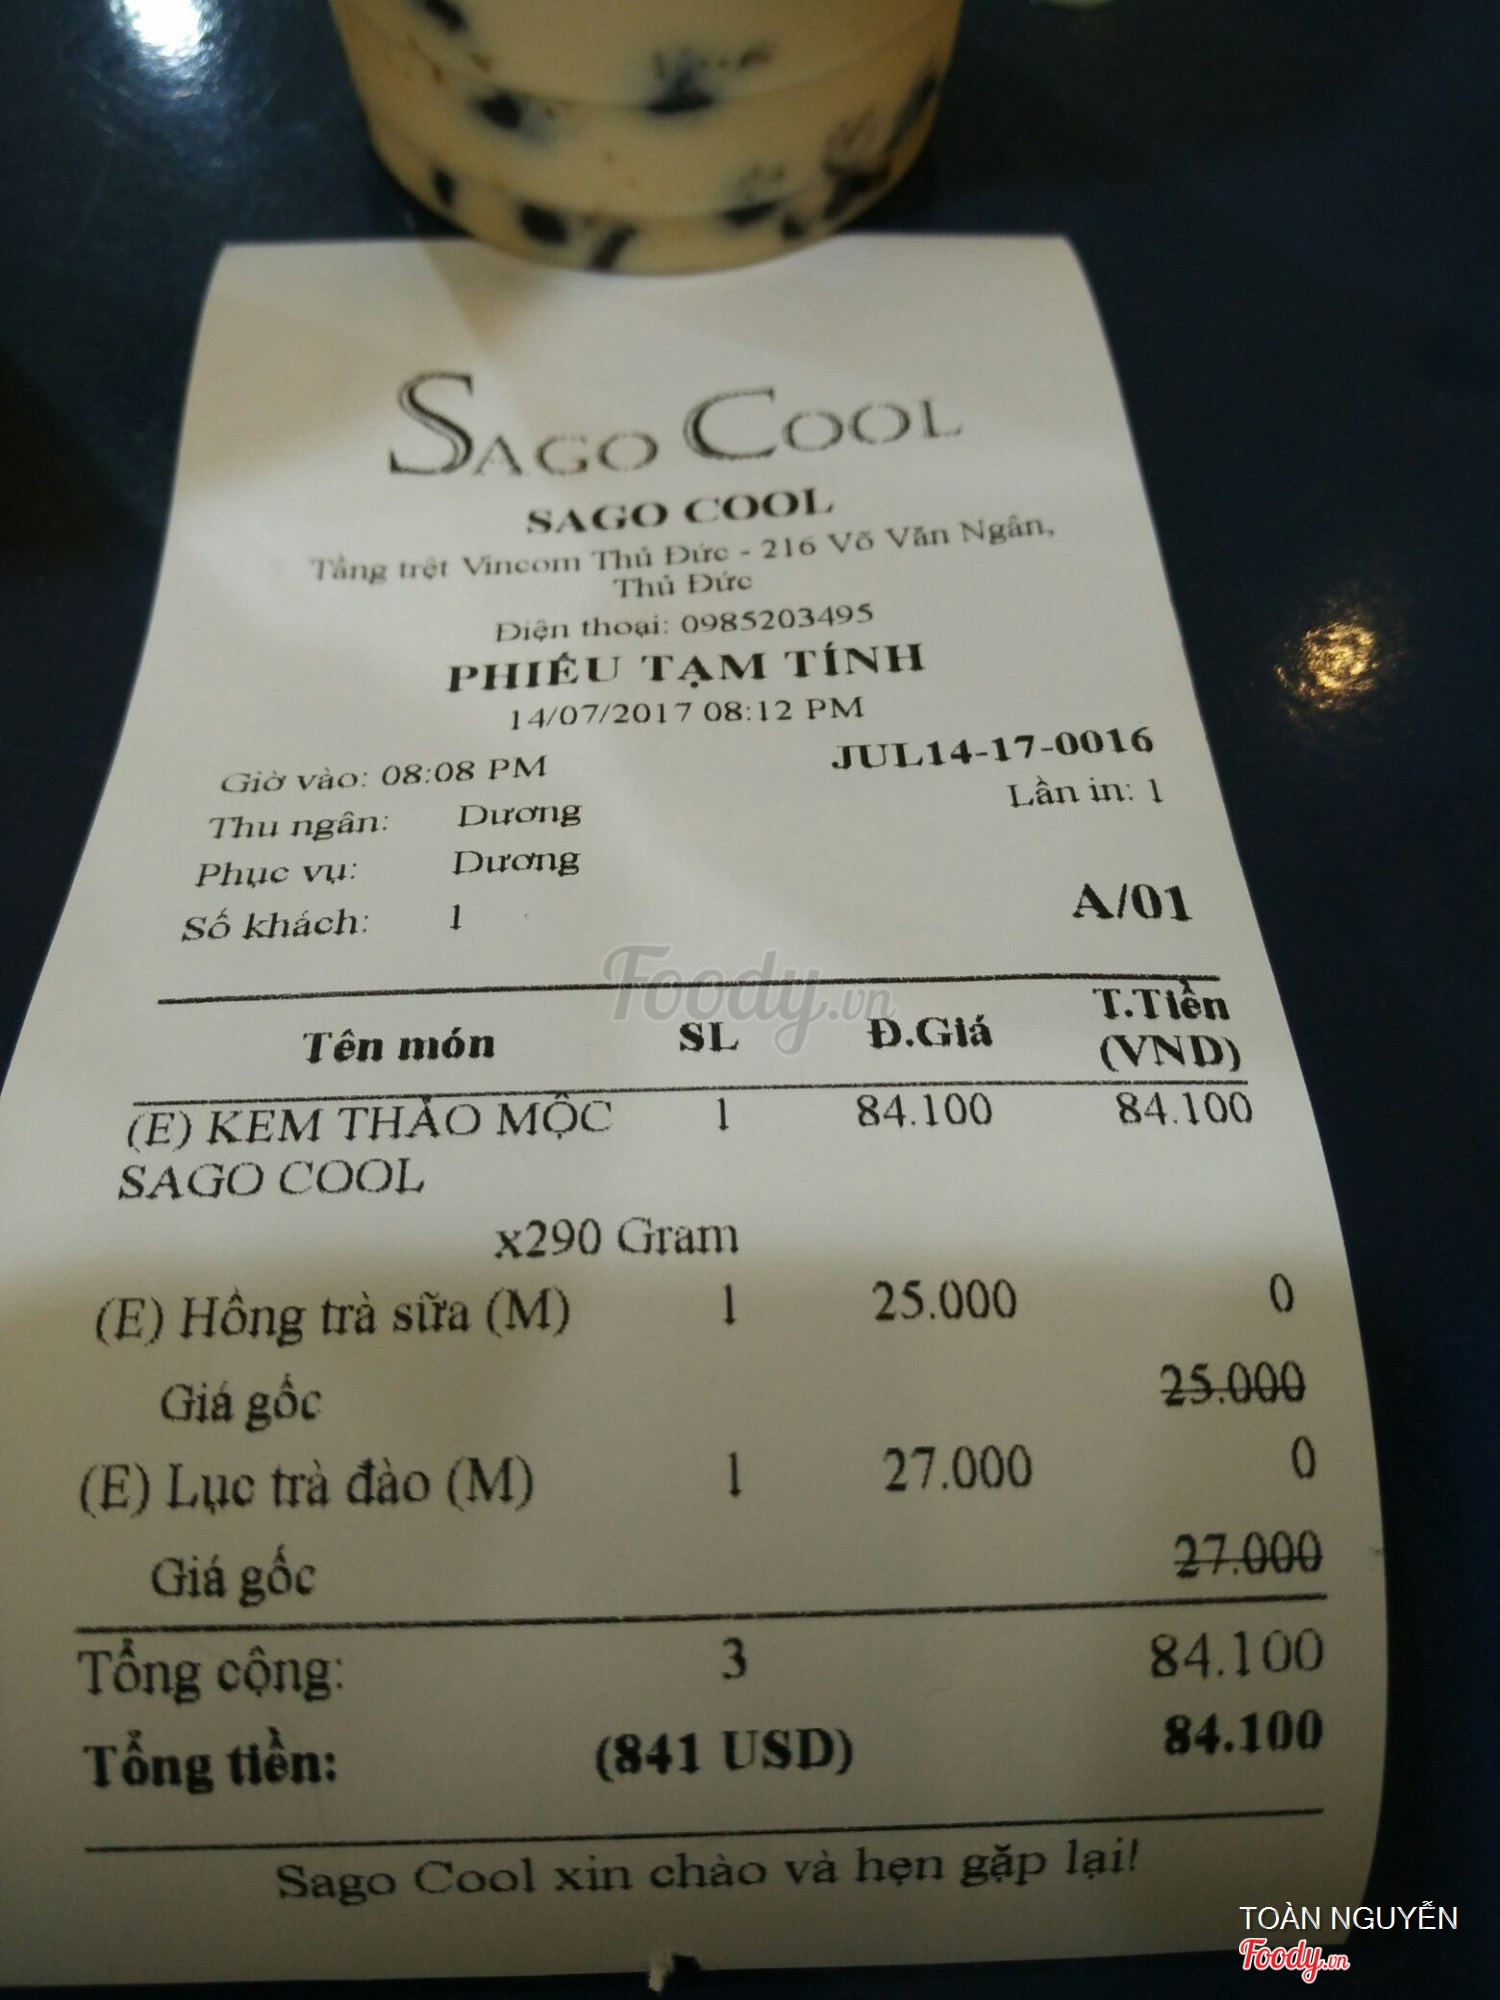 SAGO COOL
SAGO COOL
Tầng trệt Vincom Thủ Đức - 216 Võ Văn Ngân,
Thủ Đức
Điện thoại: 0985203495
PHIẾU TẠM TÍNH
14/07/2017 08:12 PM
JUL14-17-0016
Giờ vào: 08:08 PM
Lần in: 1
Thu ngân: Dương
Phục vụ: Dương
Số khách: 1
A/01
Foody.vn
Tên món SL Đ.Giá T.Tiền (VND)
(E) KEM THẢO MỘC 1 84.100 84.100
SAGO COOL
x290 Gram
(E) Hồng trà sữa (M) 1 25.000 0
Giá gốc 25.000
(E) Lục trà đào (M) 1 27.000 0
Giá gốc 27.000
Tổng cộng: 3 84.100
Tổng tiền: (841 USD) 84.100
Sago Cool xin chào và hẹn gặp lại!
TOÀN NGUYỄN
Foody.vn